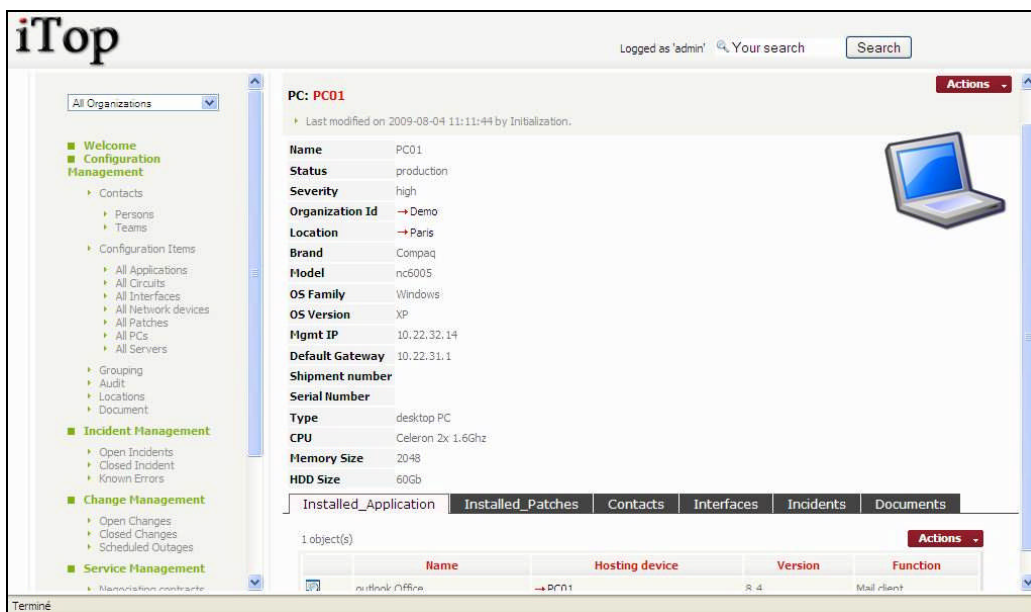 iTop
Logged as 'admin' Your search Search
All Organizations
Welcome
Configuration
Management
Contacts
Persons
Teams
Configuration Items
All Applications
All Circuits
All Interfaces
All Network devices
All Patches
All PCs
All Servers
Grouping
Audit
Locations
Document
Incident Management
Open Incidents
Closed Incident
Known Errors
Change Management
Open Changes
Closed Changes
Scheduled Outages
Service Management
Negociating contracts
Actions
PC: PC01
Last modified on 2009-08-04 11:11:44 by Initialization.
Name PC01
Status production
Severity high
Organization Id → Demo
Location → Paris
Brand Compaq
Model nc6005
OS Family Windows
OS Version XP
Mgmt IP 10.22.32.14
Default Gateway 10.22.31.1
Shipment number
Serial Number
Type desktop PC
CPU Celeron 2x 1.6Ghz
Memory Size 2048
HDD Size 60Gb
Installed_Application Installed_Patches Contacts Interfaces Incidents Documents
1 object(s) Actions
Name Hosting device Version Function
outlook Office → PC01 8.4 Mail client
Terminé